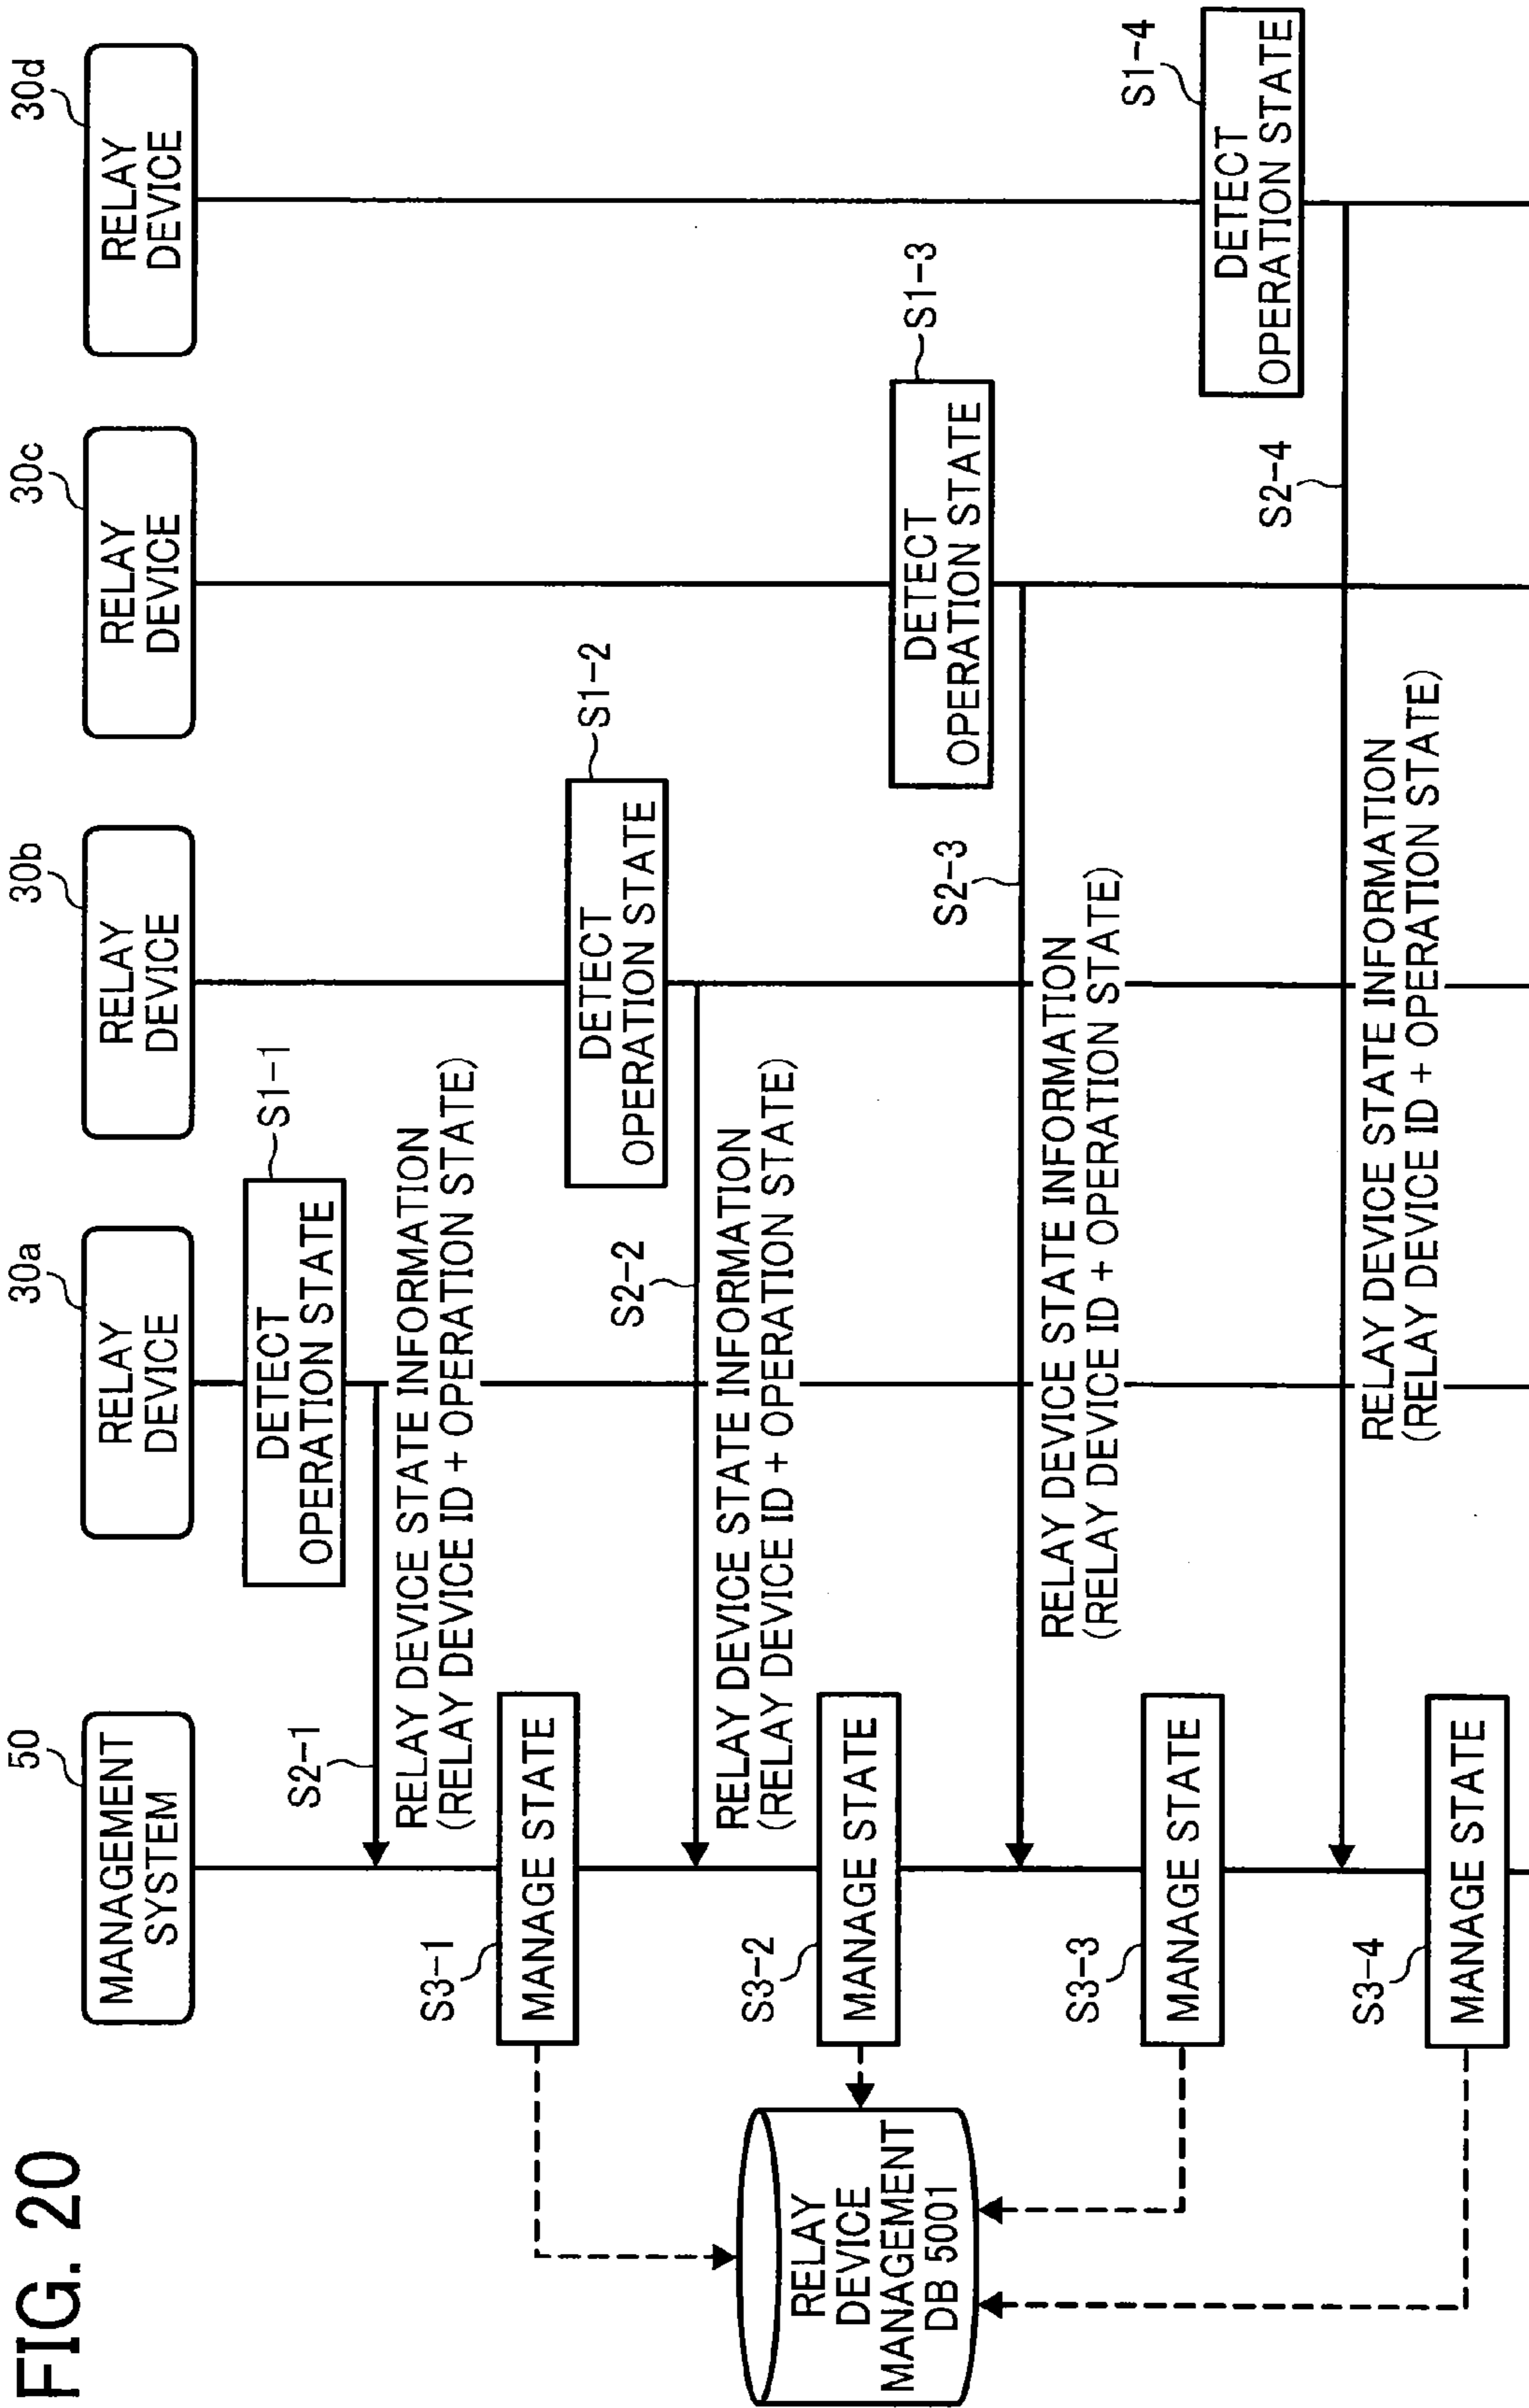 FIG. 20
50
MANAGEMENT
SYSTEM
30a
RELAY
DEVICE
30b
RELAY
DEVICE
30c
RELAY
DEVICE
30d
RELAY
DEVICE
DETECT
OPERATION STATE
S1-1
S2-1
RELAY DEVICE STATE INFORMATION
(RELAY DEVICE ID + OPERATION STATE)
S3-1
MANAGE STATE
DETECT
OPERATION STATE
S1-2
S2-2
RELAY DEVICE STATE INFORMATION
(RELAY DEVICE ID + OPERATION STATE)
S3-2
MANAGE STATE
RELAY
DEVICE
MANAGEMENT
DB 5001
DETECT
OPERATION STATE
S1-3
S2-3
RELAY DEVICE STATE INFORMATION
(RELAY DEVICE ID + OPERATION STATE)
S3-3
MANAGE STATE
DETECT
OPERATION STATE
S1-4
S2-4
RELAY DEVICE STATE INFORMATION
(RELAY DEVICE ID + OPERATION STATE)
S3-4
MANAGE STATE